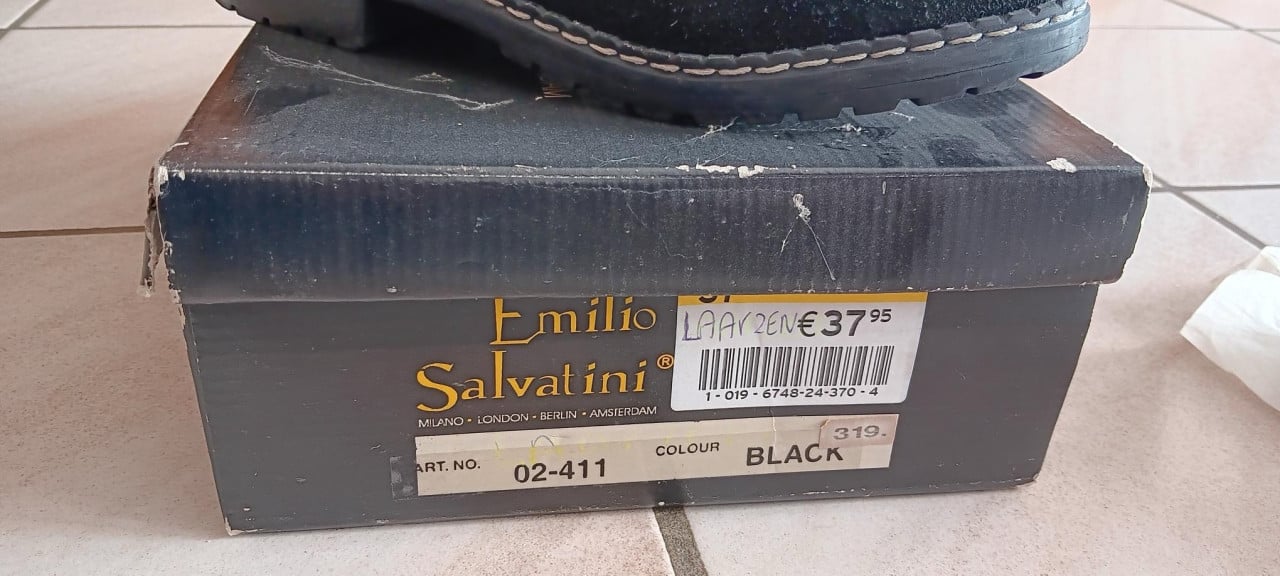 Emilio
Salvatini®
MILANO • LONDON • BERLIN • AMSTERDAM
37
LAARZEN € 37 95
1 - 019 - 6748-24-370 - 4
319.
ART. NO. 02-411 COLOUR BLACK